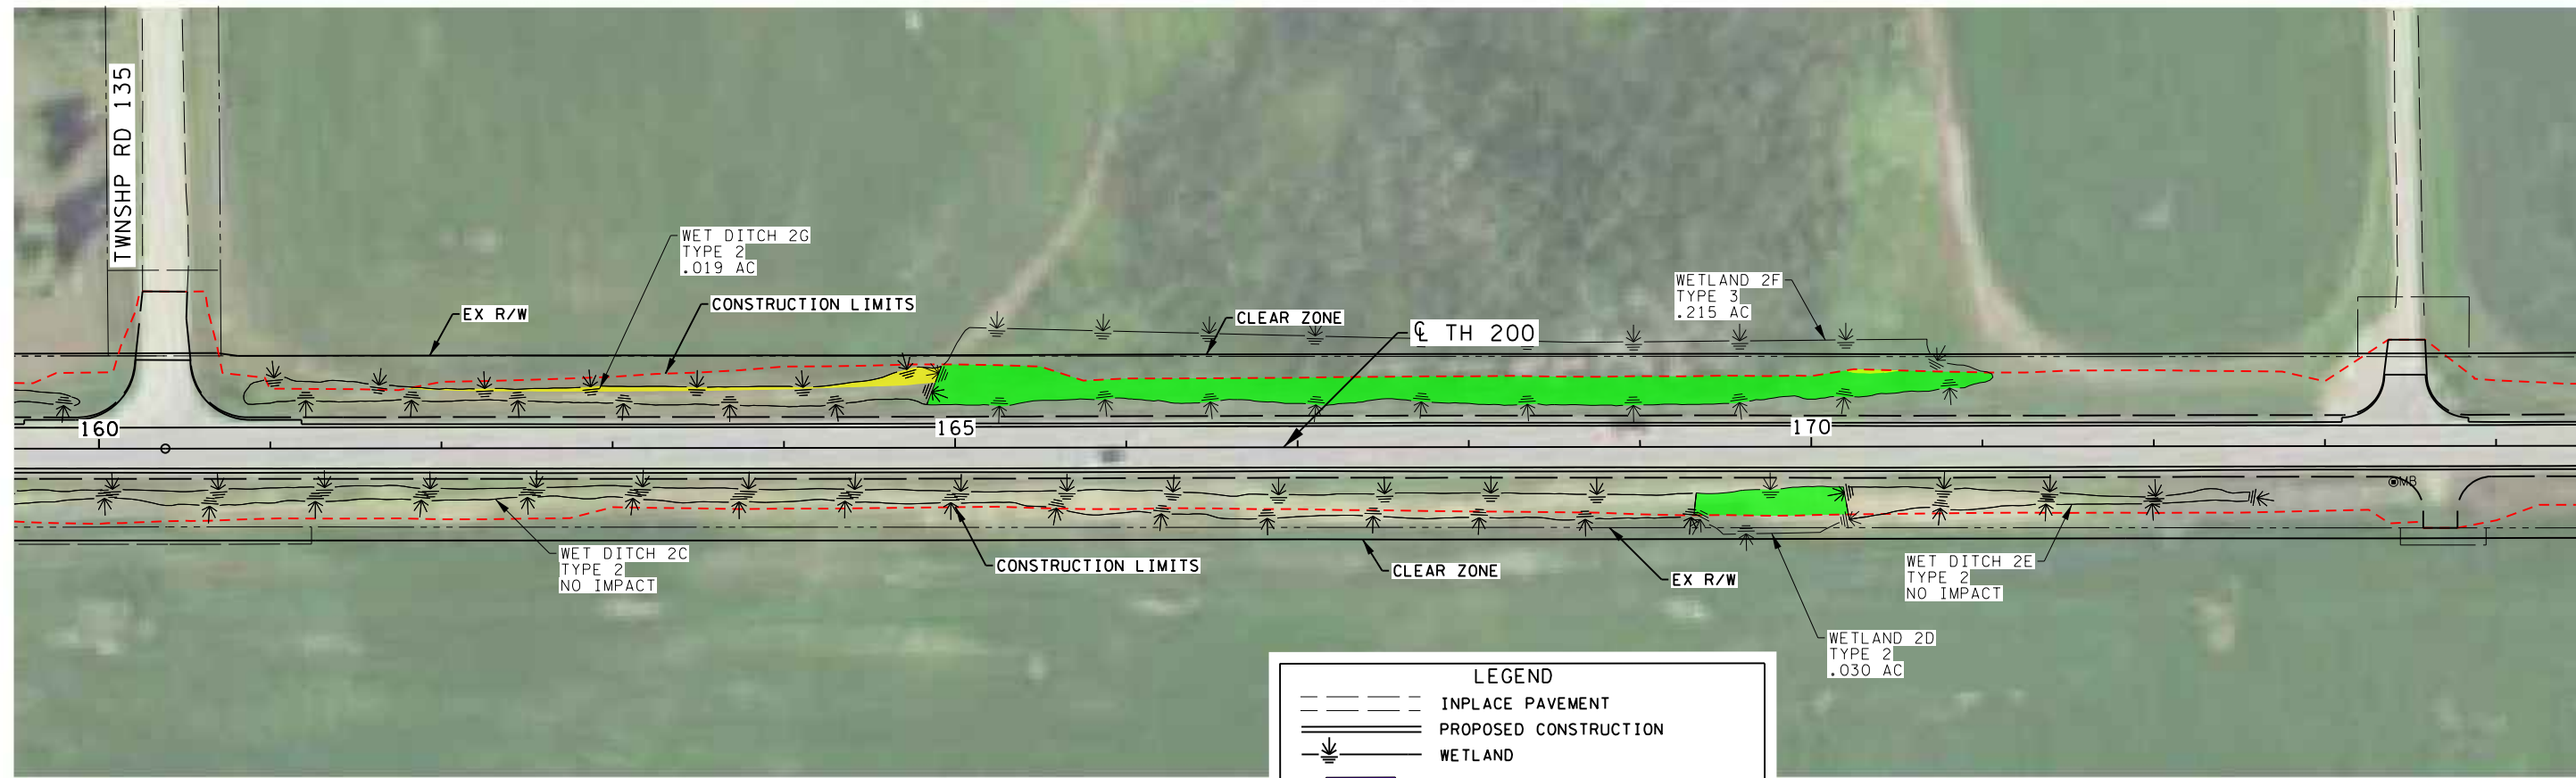 TWNSHP RD 135
WET DITCH 2G
TYPE 2
.019 AC
EX R/W
CONSTRUCTION LIMITS
CLEAR ZONE
℄ TH 200
WETLAND 2F
TYPE 3
.215 AC
160
165
170
MB
WET DITCH 2C
TYPE 2
NO IMPACT
CONSTRUCTION LIMITS
CLEAR ZONE
EX R/W
WET DITCH 2E
TYPE 2
NO IMPACT
WETLAND 2D
TYPE 2
.030 AC
LEGEND
INPLACE PAVEMENT
PROPOSED CONSTRUCTION
WETLAND